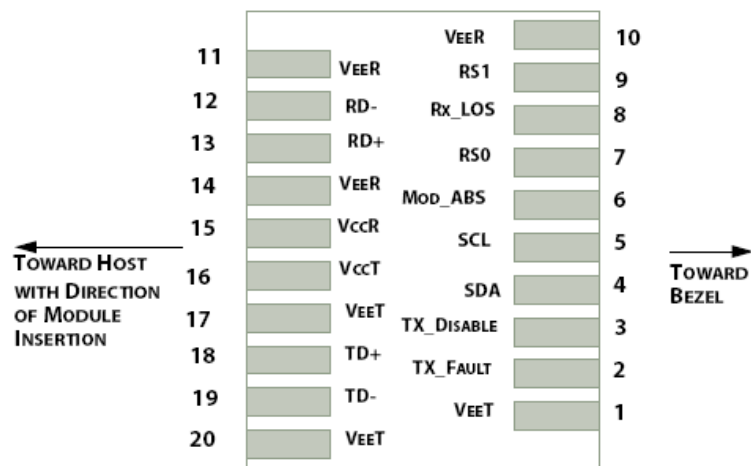 VEER 10
11 VEER
RS1 9
12 RD-
RX_LOS 8
13 RD+
RS0 7
14 VEER
MOD_ABS 6
15 VCCR
SCL 5
16 VCCT
SDA 4
17 VEET
TX_DISABLE 3
18 TD+
TX_FAULT 2
19 TD-
VEET 1
20 VEET
TOWARD HOST
WITH DIRECTION
OF MODULE
INSERTION
TOWARD
BEZEL